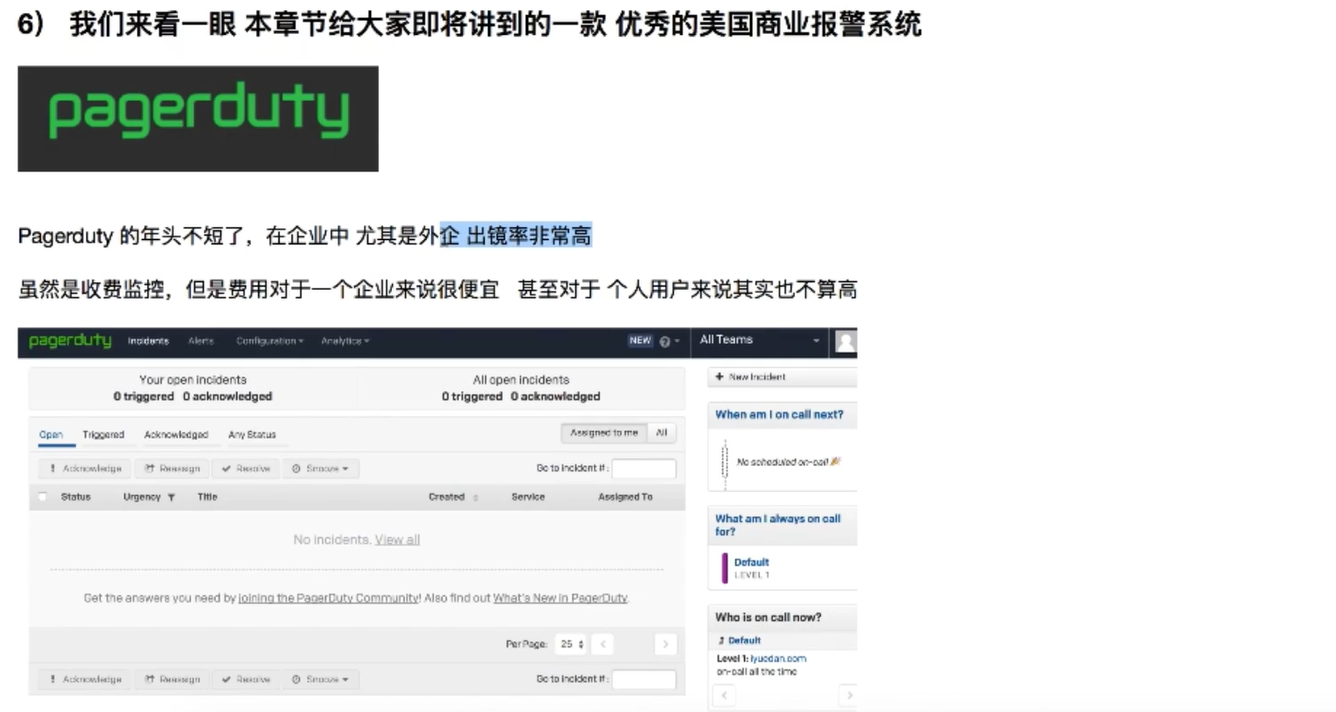 6） 我们来看一眼 本章节给大家即将讲到的一款 优秀的美国商业报警系统
pagerduty
Pagerduty 的年头不短了，在企业中 尤其是外企 出镜率非常高
虽然是收费监控，但是费用对于一个企业来说很便宜 甚至对于 个人用户来说其实也不算高
pagerduty Incidents Alerts Configuration Analytics NEW All Teams
Your open incidents
0 triggered 0 acknowledged
All open incidents
0 triggered 0 acknowledged
Open Triggered Acknowledged Any Status Assigned to me All
Acknowledge Reassign Resolve Snooze Go to incident #:
Status Urgency Title Created Service Assigned To
No incidents. View all
Get the answers you need by joining the PagerDuty Community! Also find out What's New in PagerDuty.
Per Page: 25
Acknowledge Reassign Resolve Snooze Go to incident #:
+ New Incident
When am I on call next?
No scheduled on-call
What am I always on call
for?
Default
LEVEL 1
Who is on call now?
Default
Level 1: iyuedan.com
on-call all the time